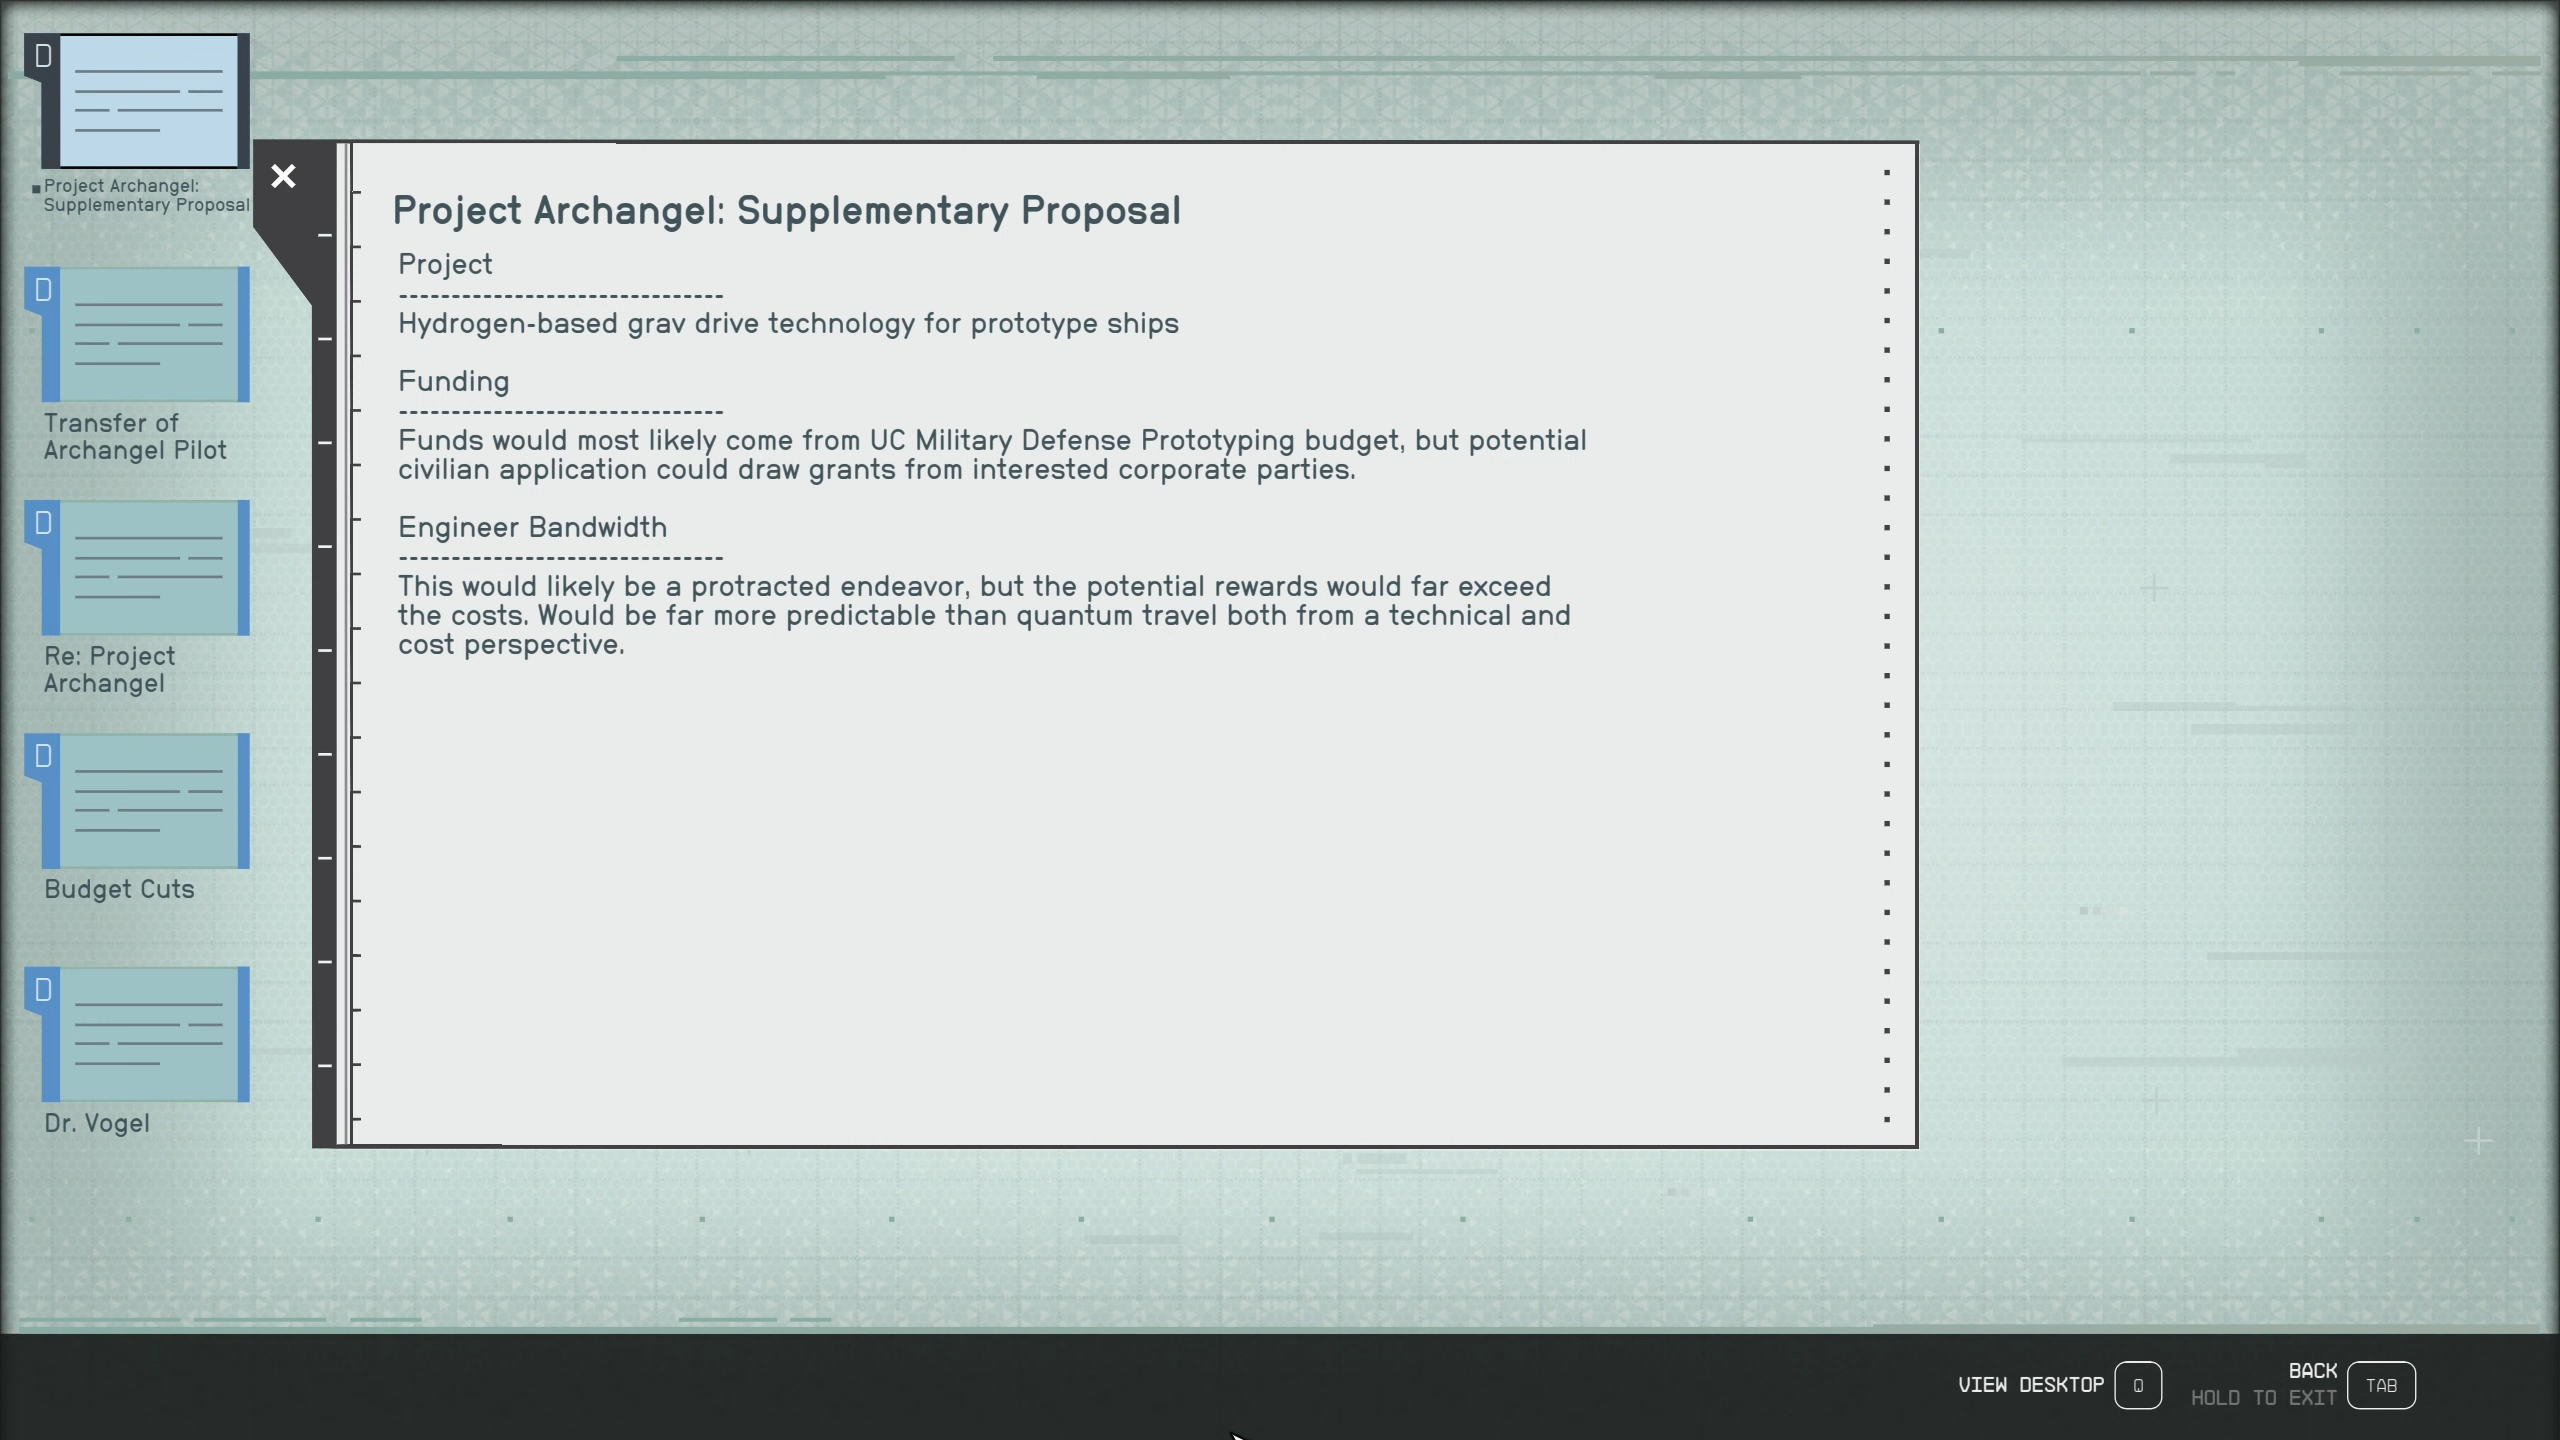 Project Archangel:
Supplementary Proposal
Transfer of
Archangel Pilot
Re: Project
Archangel
Budget Cuts
Dr. Vogel
Project Archangel: Supplementary Proposal
Project
-------------------------------
Hydrogen-based grav drive technology for prototype ships
Funding
-------------------------------
Funds would most likely come from UC Military Defense Prototyping budget, but potential
civilian application could draw grants from interested corporate parties.
Engineer Bandwidth
-------------------------------
This would likely be a protracted endeavor, but the potential rewards would far exceed
the costs. Would be far more predictable than quantum travel both from a technical and
cost perspective.
VIEW DESKTOP Q
BACK
HOLD TO EXIT TAB